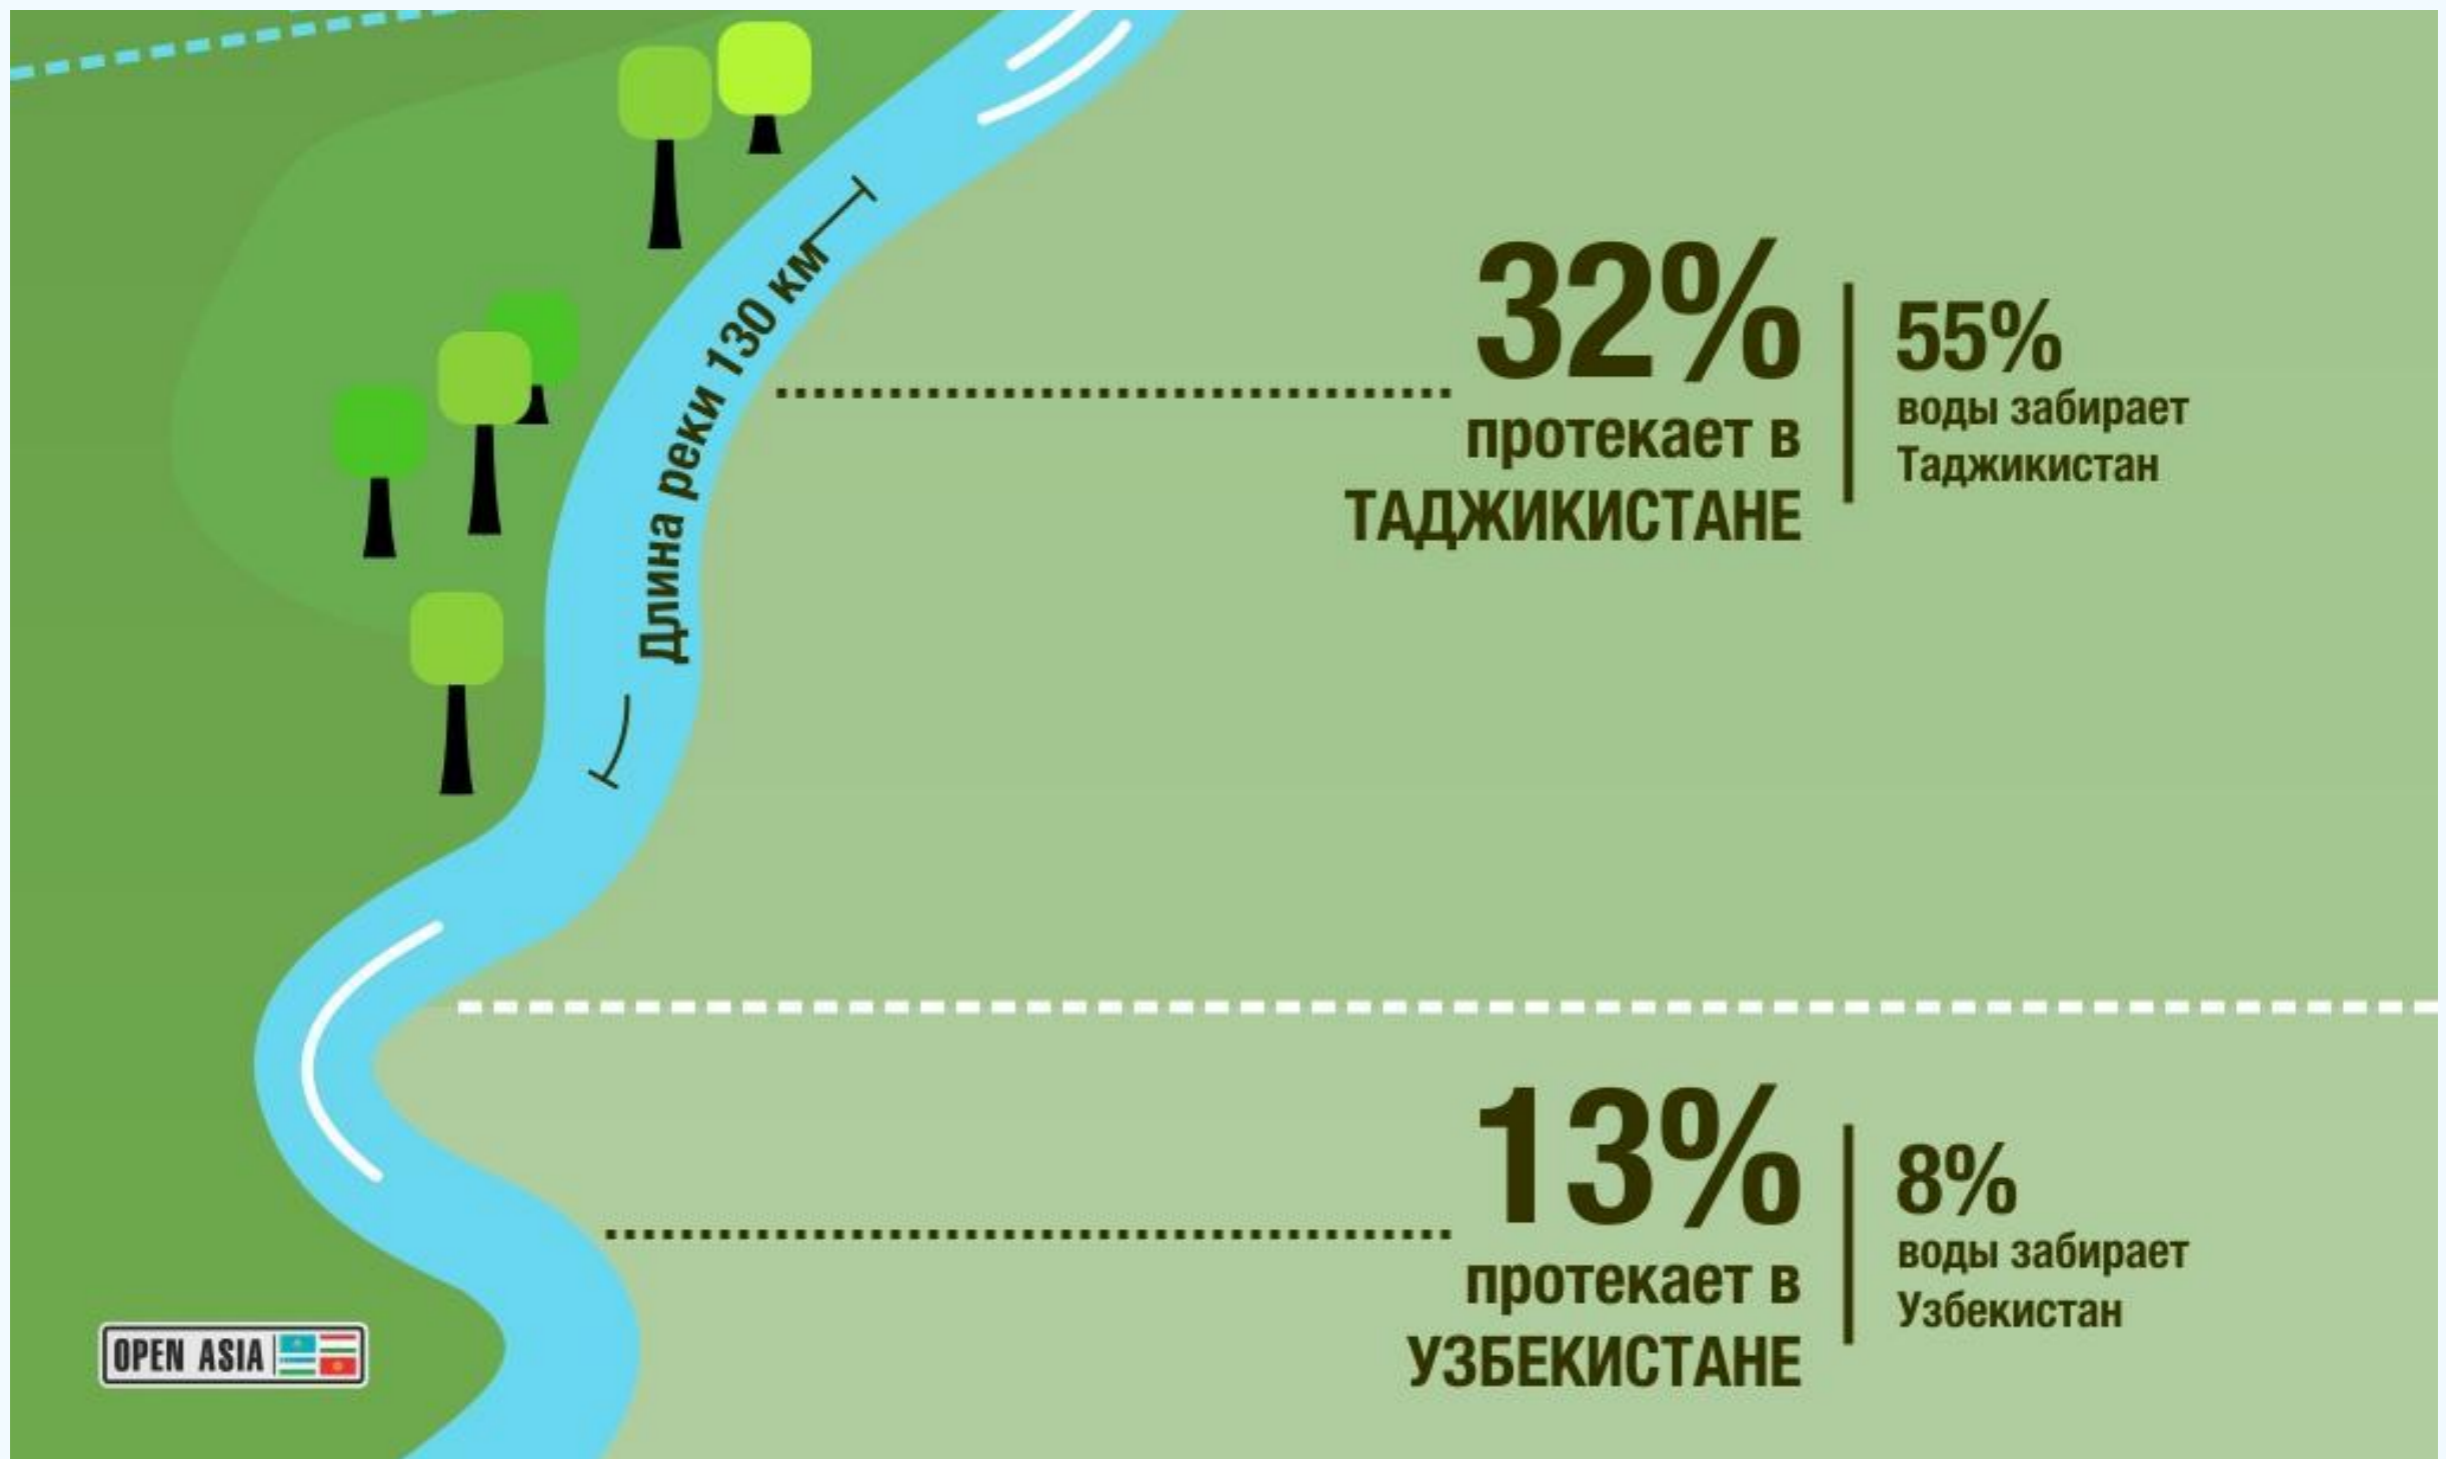 Длина реки 130 км
32%
протекает в
ТАДЖИКИСТАНЕ
55%
воды забирает
Таджикистан
13%
протекает в
УЗБЕКИСТАНЕ
8%
воды забирает
Узбекистан
OPEN ASIA